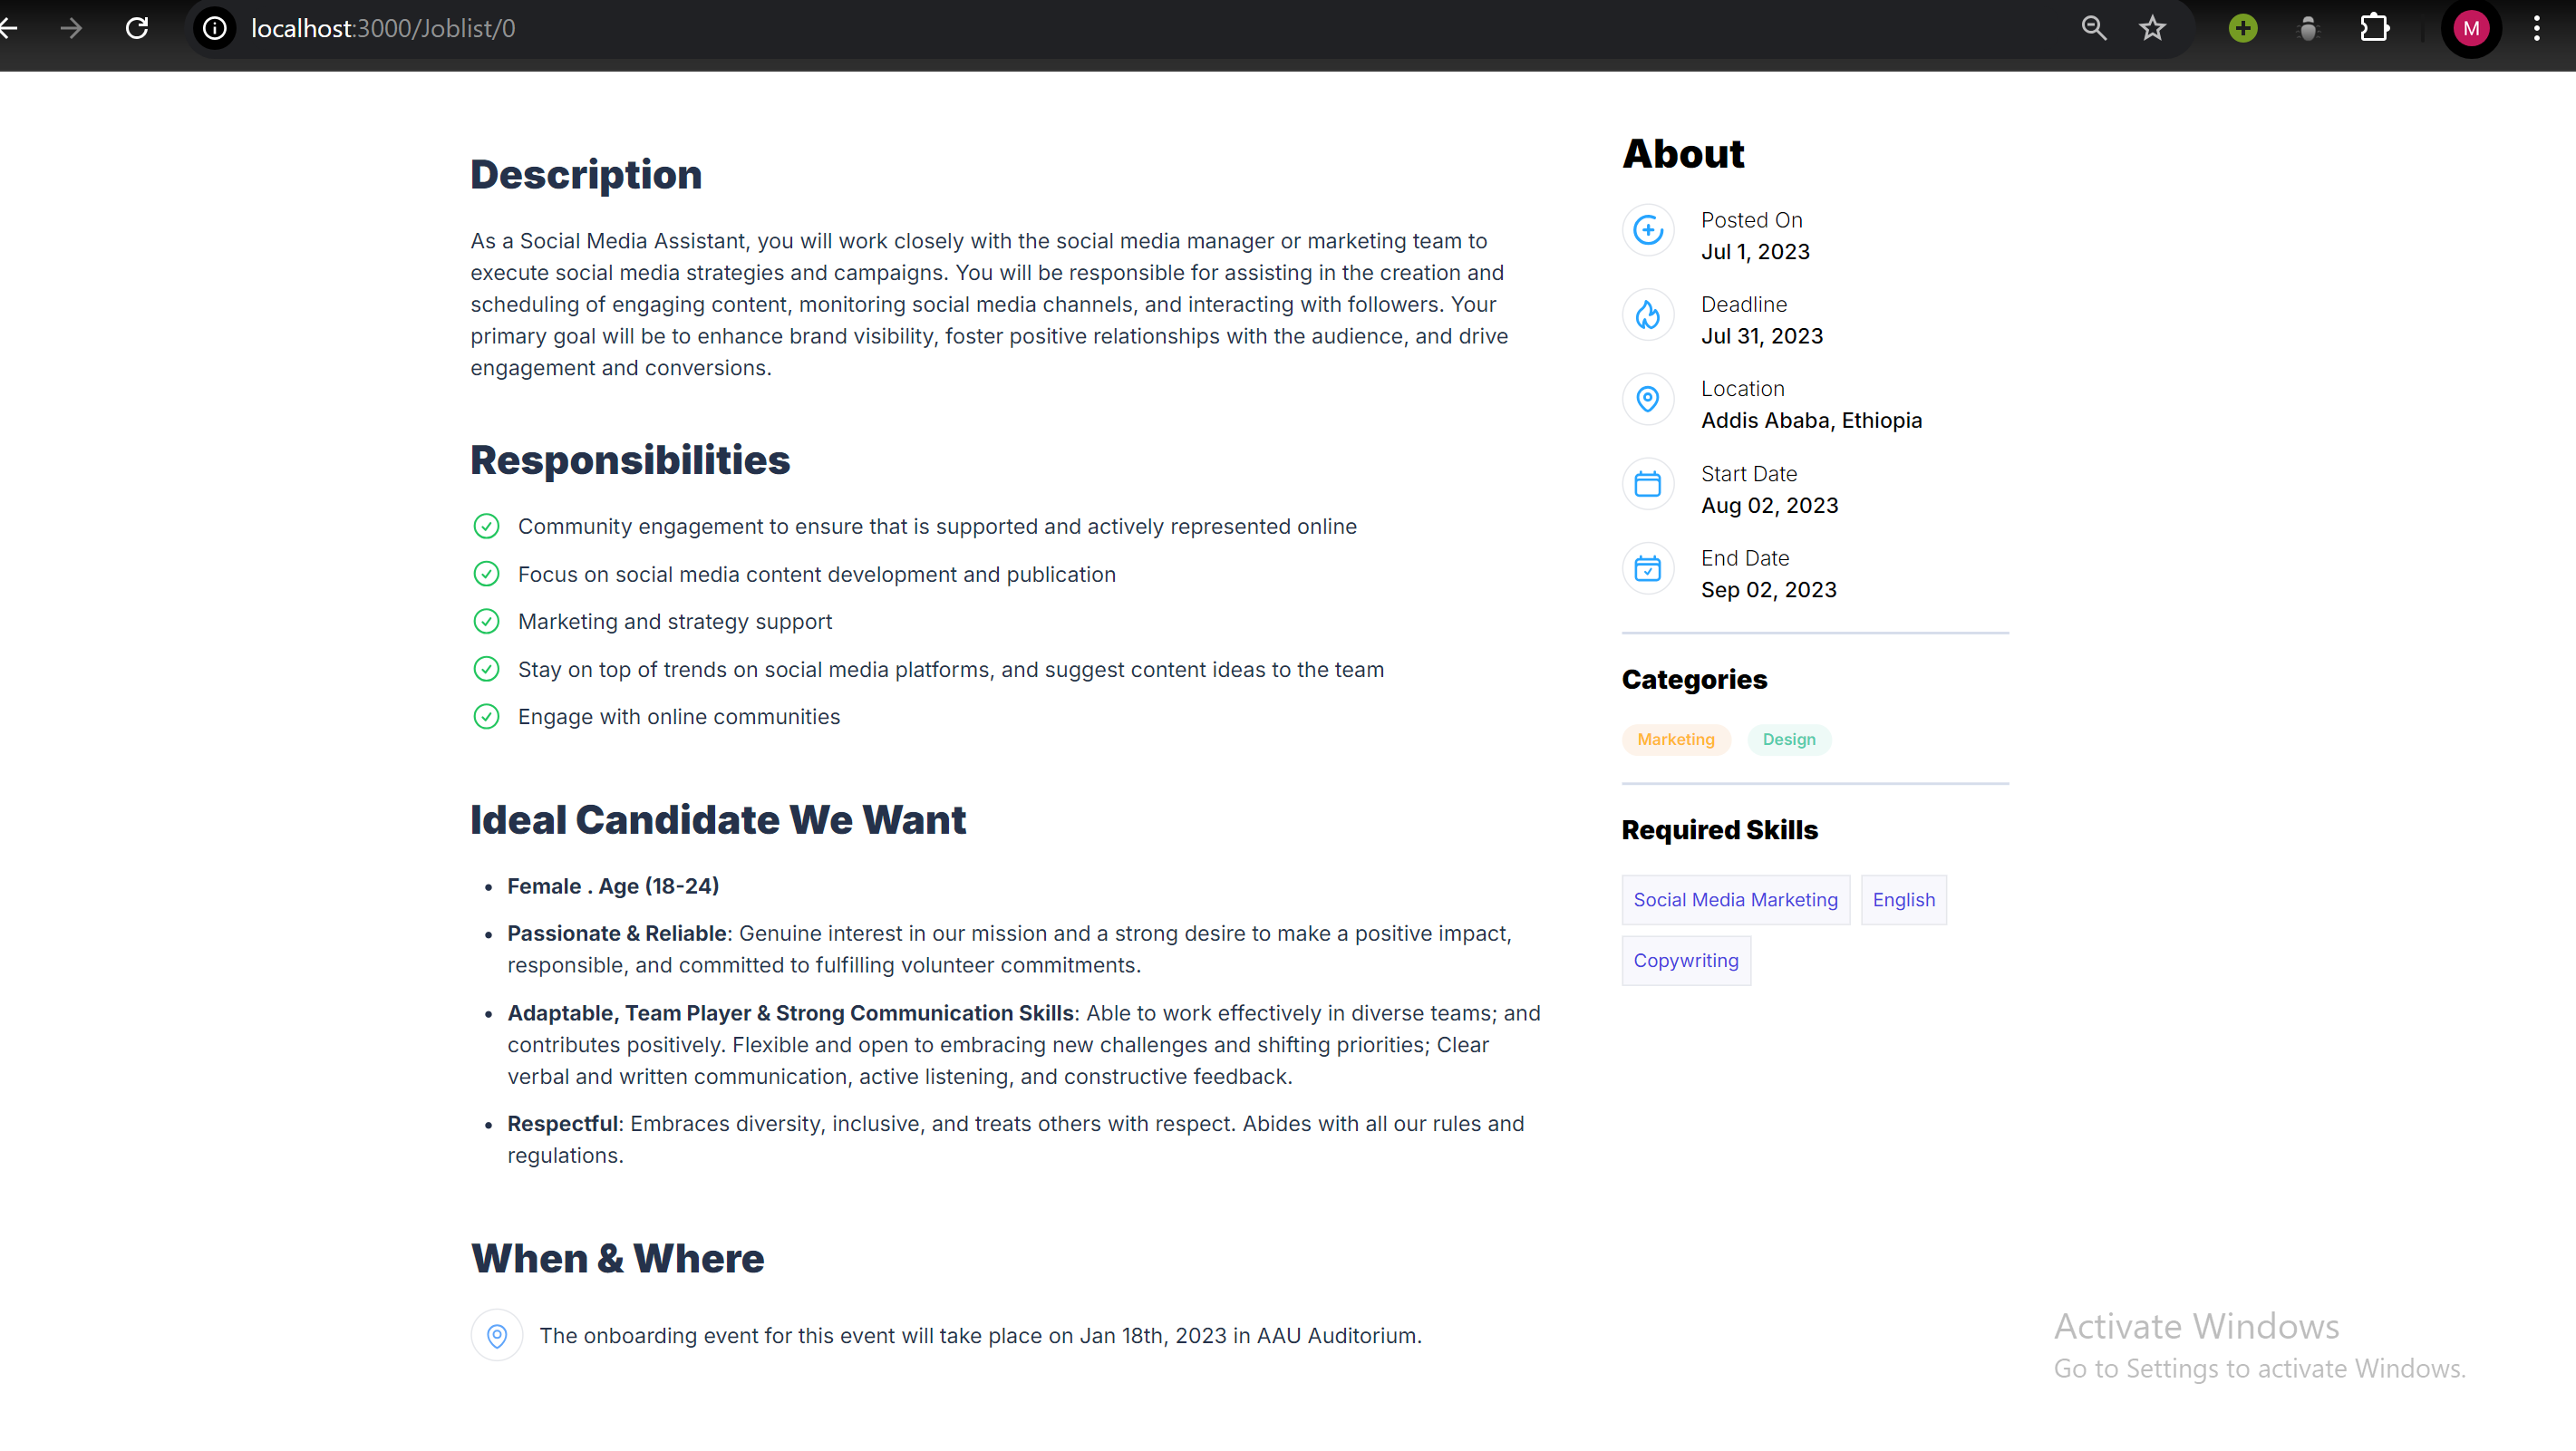 localhost:3000/Joblist/0
M
Description
As a Social Media Assistant, you will work closely with the social media manager or marketing team to
execute social media strategies and campaigns. You will be responsible for assisting in the creation and
scheduling of engaging content, monitoring social media channels, and interacting with followers. Your
primary goal will be to enhance brand visibility, foster positive relationships with the audience, and drive
engagement and conversions.
Responsibilities
Community engagement to ensure that is supported and actively represented online
Focus on social media content development and publication
Marketing and strategy support
Stay on top of trends on social media platforms, and suggest content ideas to the team
Engage with online communities
Ideal Candidate We Want
• Female . Age (18-24)
• Passionate & Reliable: Genuine interest in our mission and a strong desire to make a positive impact,
responsible, and committed to fulfilling volunteer commitments.
• Adaptable, Team Player & Strong Communication Skills: Able to work effectively in diverse teams; and
contributes positively. Flexible and open to embracing new challenges and shifting priorities; Clear
verbal and written communication, active listening, and constructive feedback.
• Respectful: Embraces diversity, inclusive, and treats others with respect. Abides with all our rules and
regulations.
When & Where
The onboarding event for this event will take place on Jan 18th, 2023 in AAU Auditorium.
About
Posted On
Jul 1, 2023
Deadline
Jul 31, 2023
Location
Addis Ababa, Ethiopia
Start Date
Aug 02, 2023
End Date
Sep 02, 2023
Categories
Marketing Design
Required Skills
Social Media Marketing English
Copywriting
Activate Windows
Go to Settings to activate Windows.